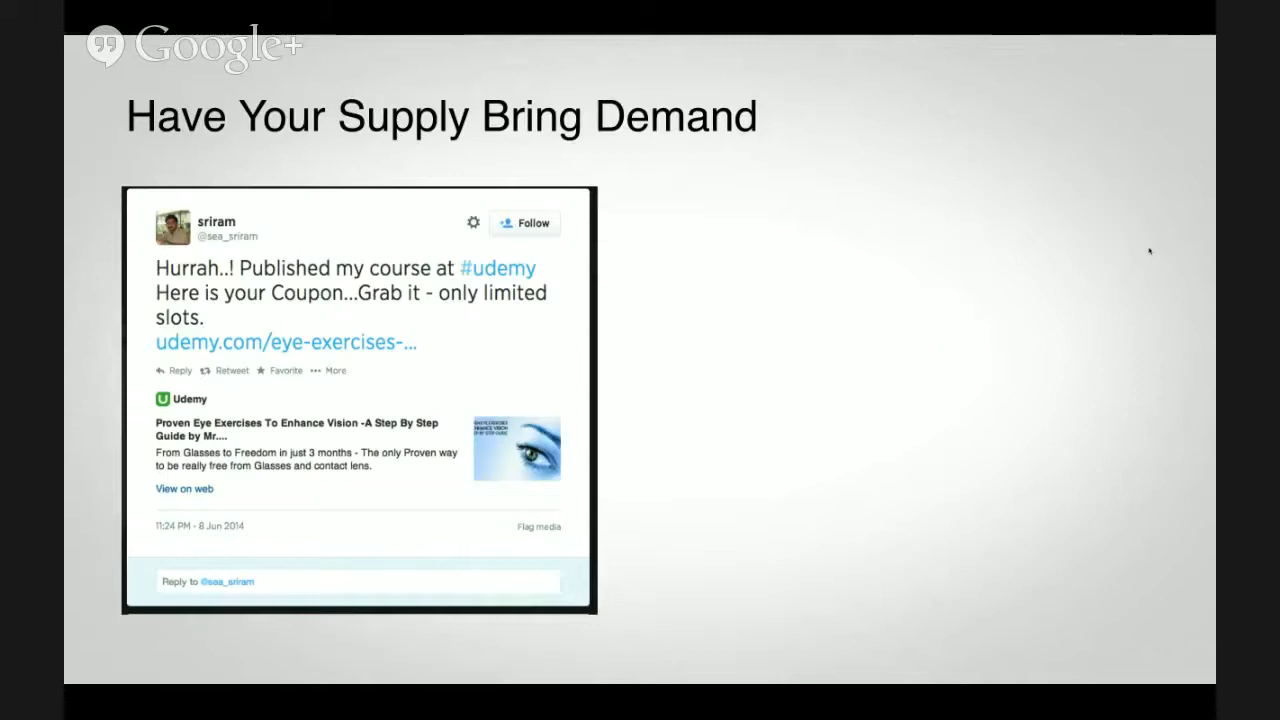 Google+
Have Your Supply Bring Demand
sriram
@sea_sriram
Follow
Hurrah..! Published my course at #udemy
Here is your Coupon...Grab it - only limited
slots.
udemy.com/eye-exercises-...
Reply Retweet Favorite ••• More
Udemy
Proven Eye Exercises To Enhance Vision -A Step By Step
Guide by Mr....
From Glasses to Freedom in just 3 months - The only Proven way
to be really free from Glasses and contact lens.
View on web
11:24 PM - 8 Jun 2014
Flag media
Reply to @sea_sriram